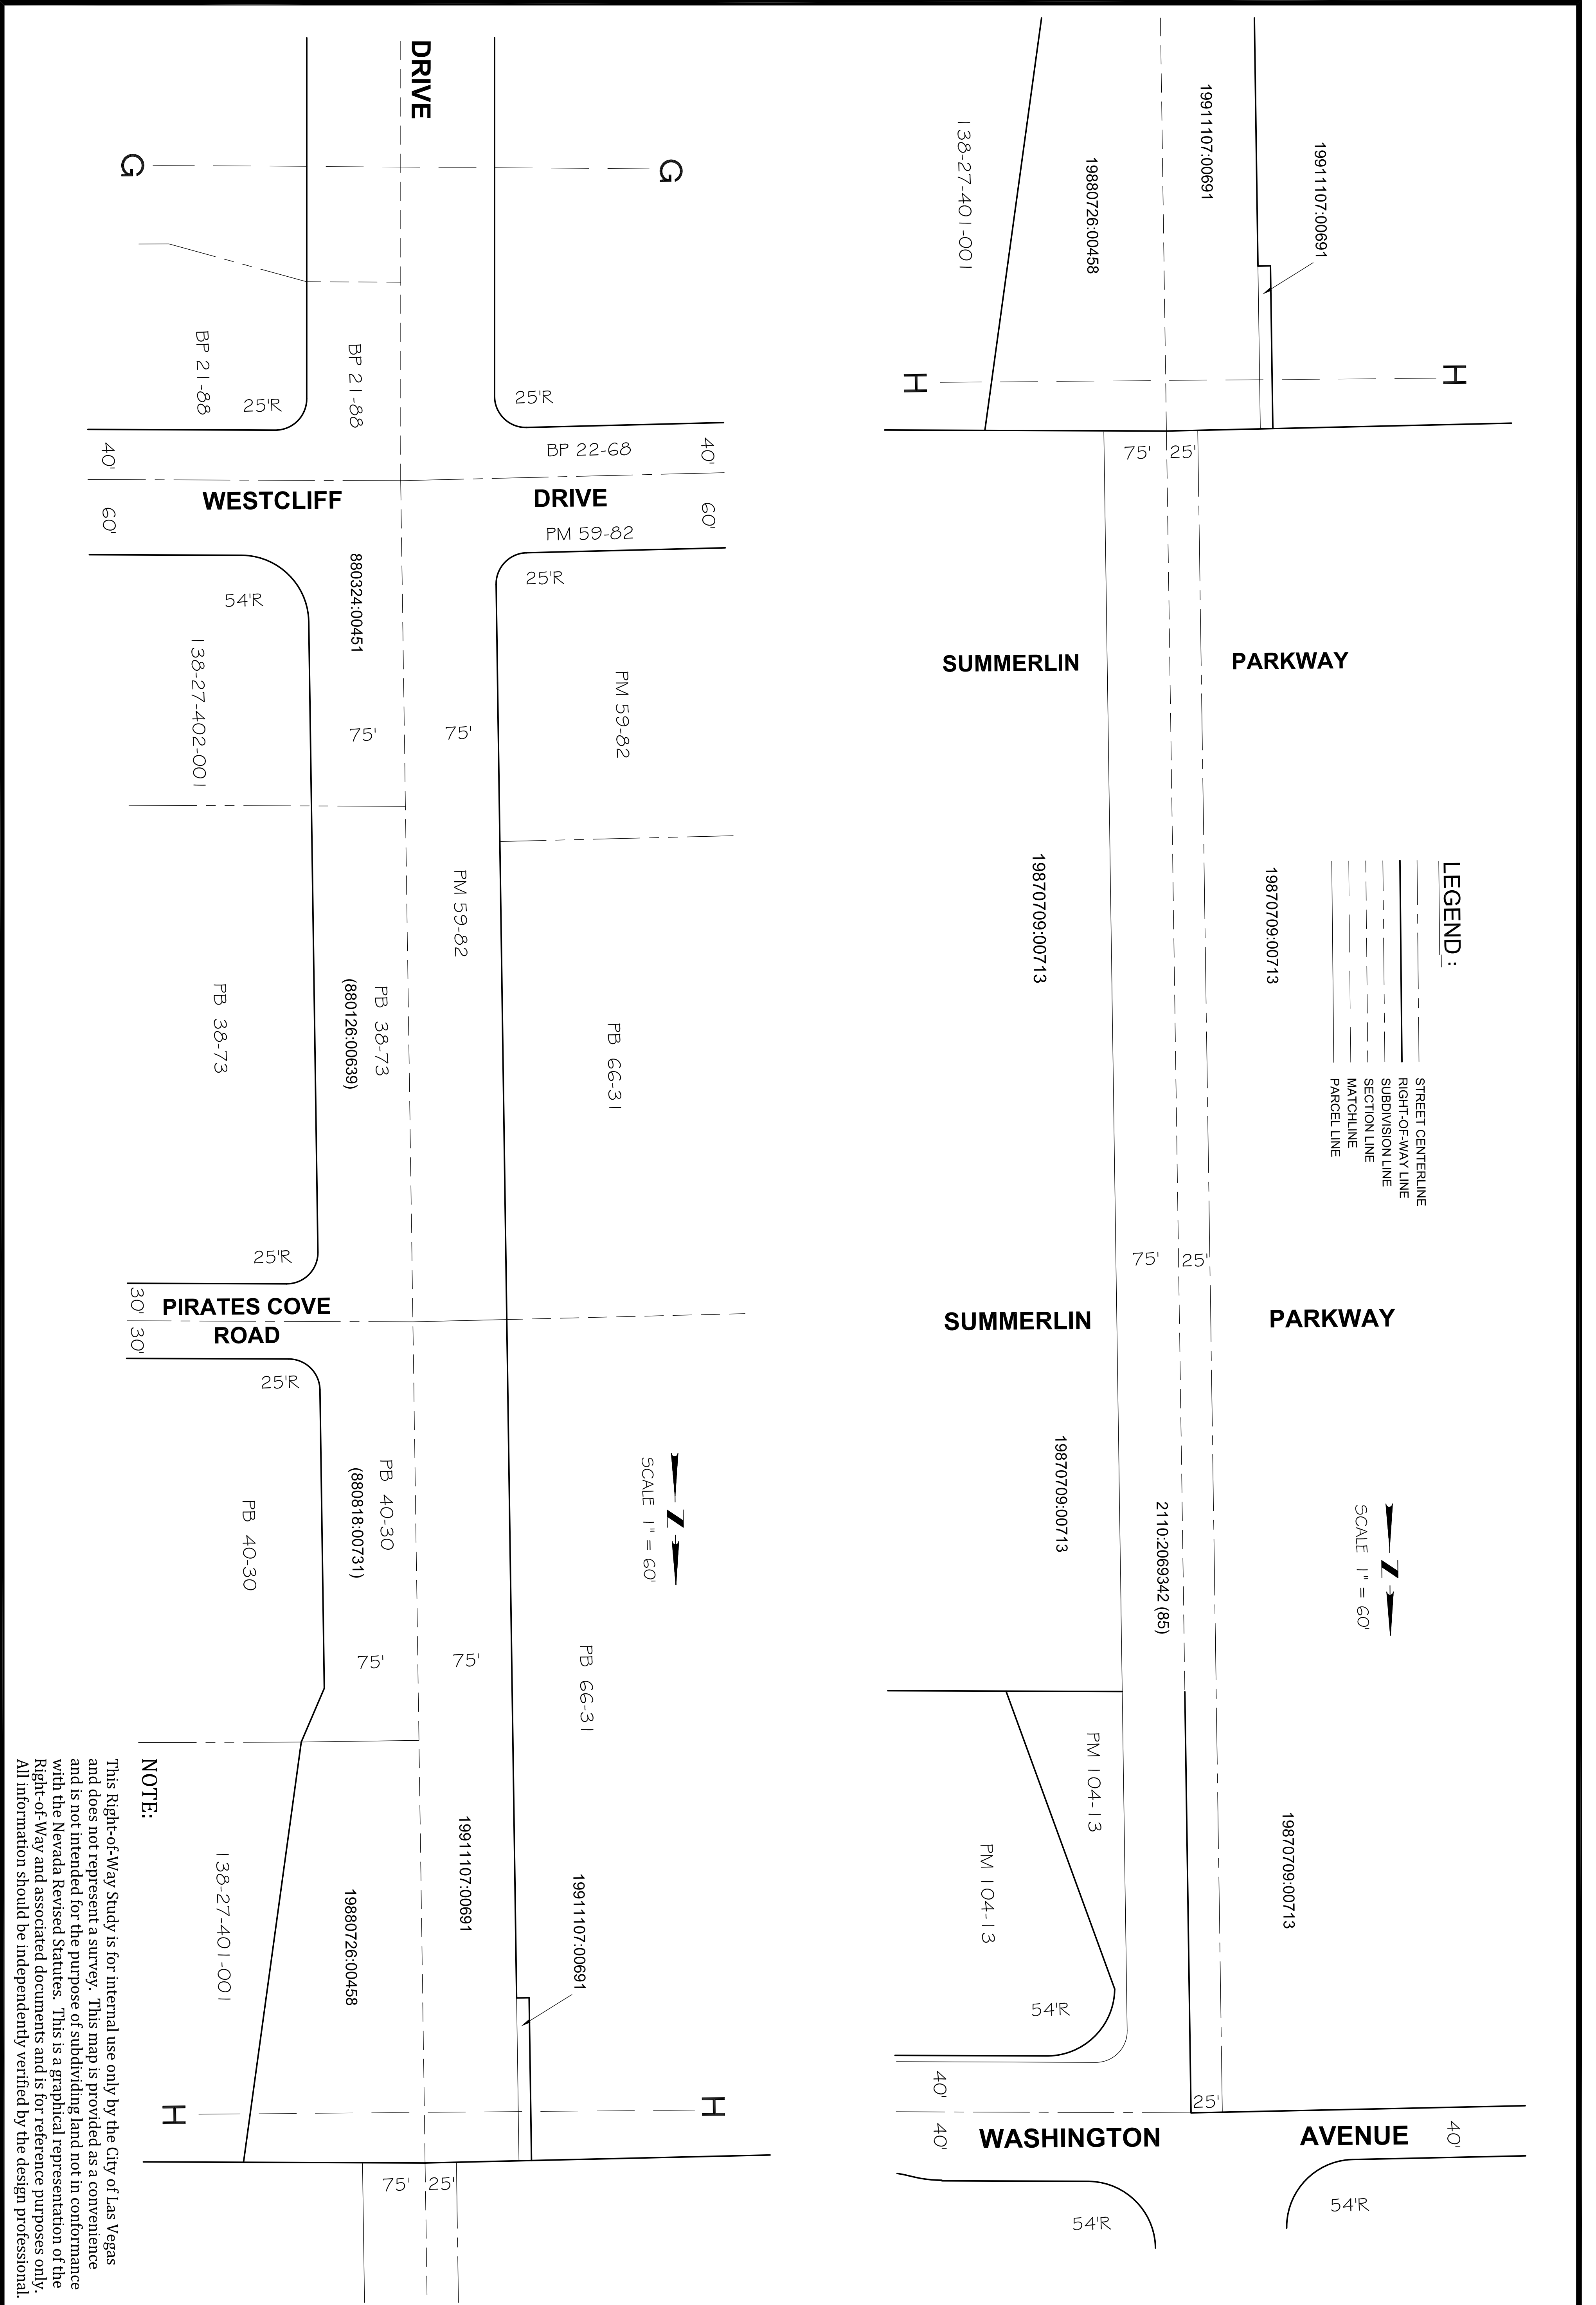 DRIVE
G
G
BP 21-88
BP 21-88
25'R
25'R
40'
BP 22-68
40'
WESTCLIFF
DRIVE
60'
60'
PM 59-82
54'R
880324:00451
25'R
138-27-402-001
75'
75'
PM 59-82
PM 59-82
PB 38-73
PB 38-73
(880126:00639)
PB 66-31
25'R
30'
PIRATES COVE
ROAD
30'
25'R
PB 40-30
PB 40-30
(880818:00731)
SCALE 1" = 60'
Z
75'
75'
PB 66-31
138-27-401-001
19880726:00458
19911107:00691
19911107:00691
H
H
75'
25'
NOTE:
This Right-of-Way Study is for internal use only by the City of Las Vegas
and does not represent a survey. This map is provided as a convenience
and is not intended for the purpose of subdividing land not in conformance
with the Nevada Revised Statutes. This is a graphical representation of the
Right-of-Way and associated documents and is for reference purposes only.
All information should be independently verified by the design professional.
138-27-401-001
19880726:00458
19911107:00691
19911107:00691
H
H
75'
25'
SUMMERLIN
PARKWAY
19870709:00713
19870709:00713
LEGEND :
STREET CENTERLINE
RIGHT-OF-WAY LINE
SUBDIVISION LINE
SECTION LINE
MATCHLINE
PARCEL LINE
75'
25'
SUMMERLIN
PARKWAY
19870709:00713
2110:2069342 (85)
SCALE 1" = 60'
Z
PM 104-13
PM 104-13
19870709:00713
54'R
40'
25'
40'
WASHINGTON
AVENUE
40'
54'R
54'R